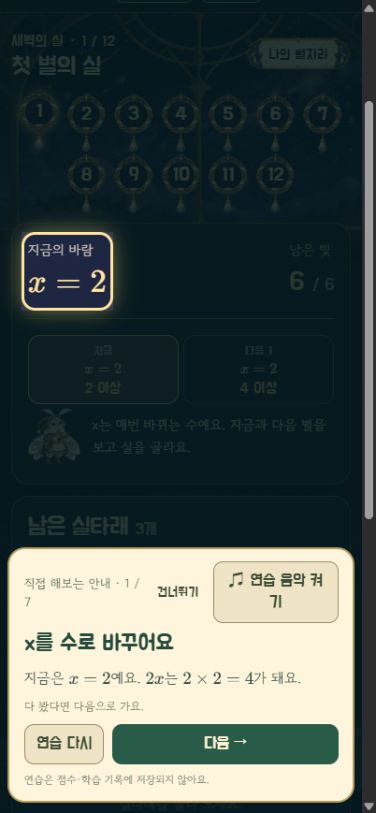 새벽의 실 · 1 / 12
첫 별의 실
나의 별자리
1 2 3 4 5 6 7
8 9 10 11 12
지금의 바람
x = 2
남은 빛
6 / 6
지금
x = 2
2 이상
다음 1
x = 2
4 이상
x는 매번 바뀌는 수예요. 지금과 다음 별을
보고 실을 골라요.
남은 실타래 3개
직접 해보는 안내 · 1 /
7
건너뛰기
♫ 연습 음악 켜
기
x를 수로 바꾸어요
지금은 x = 2예요. 2x는 2 × 2 = 4가 돼요.
다 봤다면 다음으로 가요.
연습 다시
다음 →
연습은 점수·학습 기록에 저장되지 않아요.